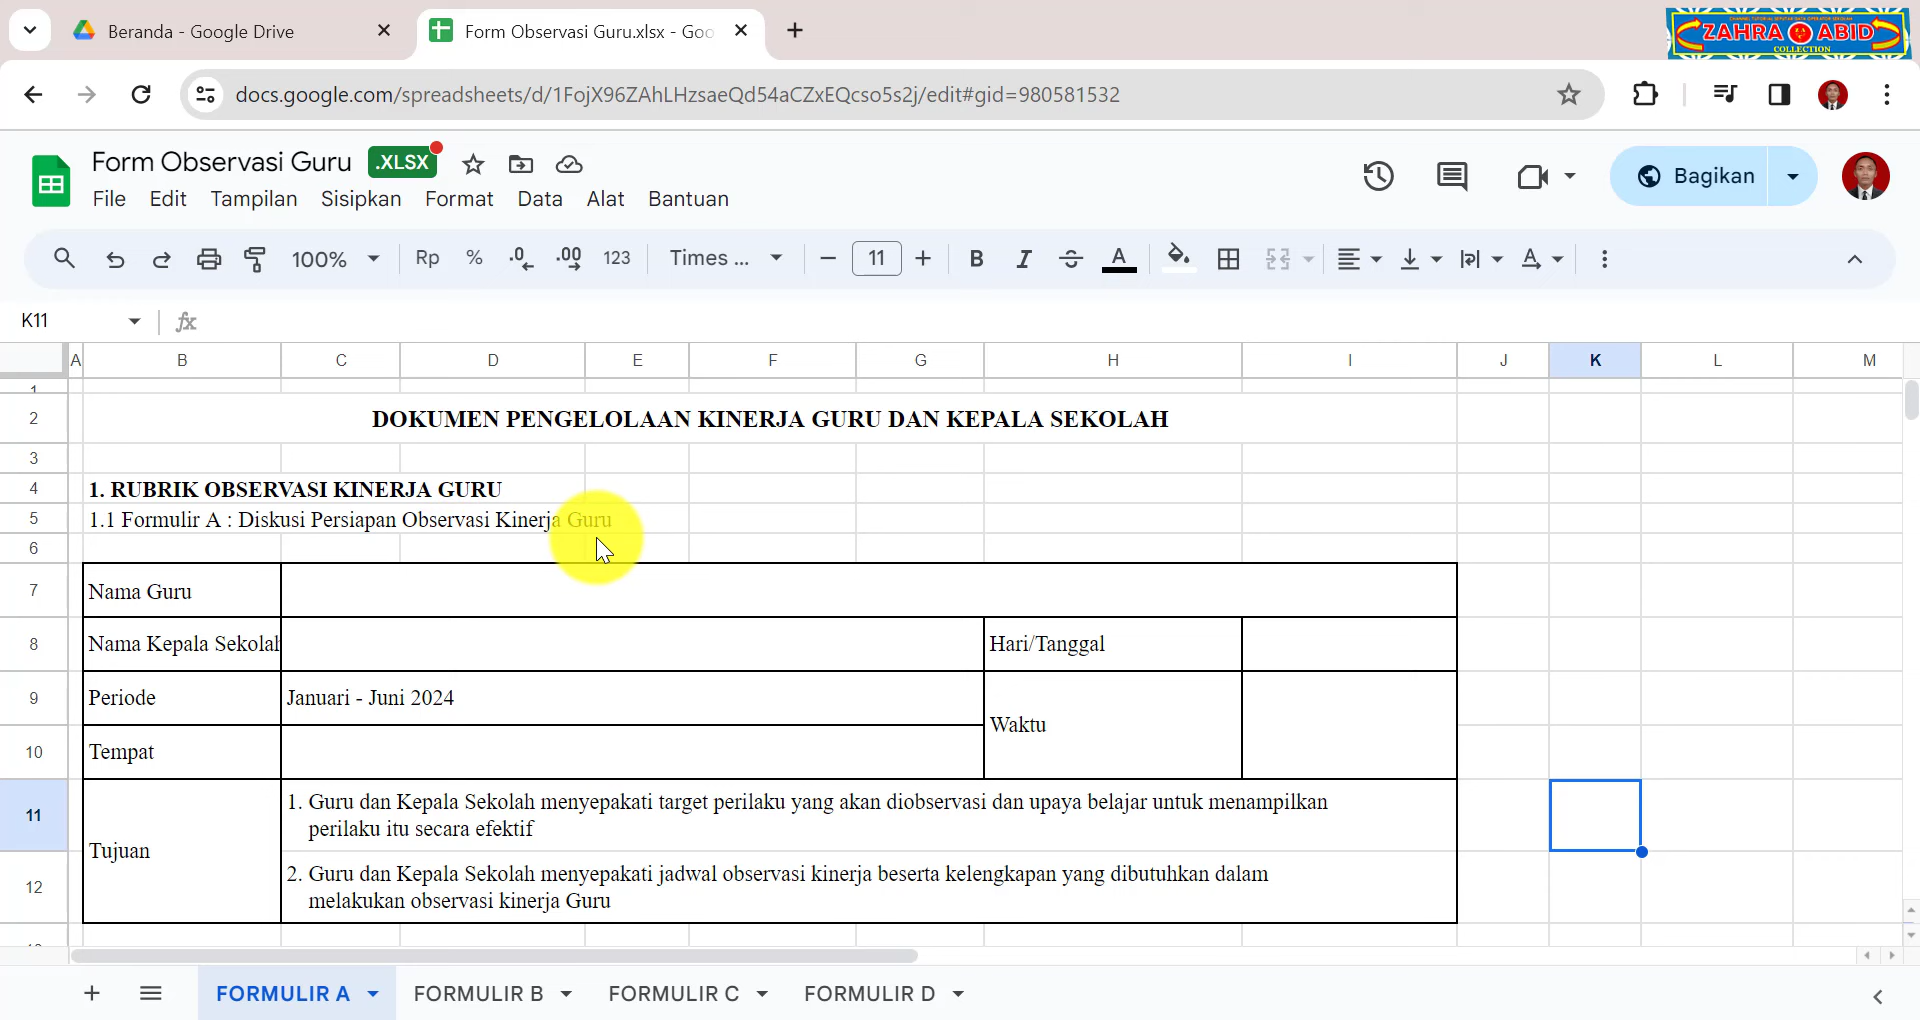 Beranda - Google Drive
Form Observasi Guru.xlsx - Goo
ZAHRA ABID
COLLECTION
docs.google.com/spreadsheets/d/1FojX96ZAhLHzsaeQd54aCZxEQcso5s2j/edit#gid=980581532
Form Observasi Guru .XLSX
File Edit Tampilan Sisipkan Format Data Alat Bantuan
Bagikan
100% Rp % .0 .00 123 Times ... 11 B I S A A
K11 fx
A B C D E F G H I J K L M
1
2 DOKUMEN PENGELOLAAN KINERJA GURU DAN KEPALA SEKOLAH
3
4 1. RUBRIK OBSERVASI KINERJA GURU
5 1.1 Formulir A : Diskusi Persiapan Observasi Kinerja Guru
6
7 Nama Guru
8 Nama Kepala Sekolah Hari/Tanggal
9 Periode Januari - Juni 2024
Waktu
10 Tempat
11 1. Guru dan Kepala Sekolah menyepakati target perilaku yang akan diobservasi dan upaya belajar untuk menampilkan
perilaku itu secara efektif
Tujuan
12 2. Guru dan Kepala Sekolah menyepakati jadwal observasi kinerja beserta kelengkapan yang dibutuhkan dalam
melakukan observasi kinerja Guru
FORMULIR A FORMULIR B FORMULIR C FORMULIR D